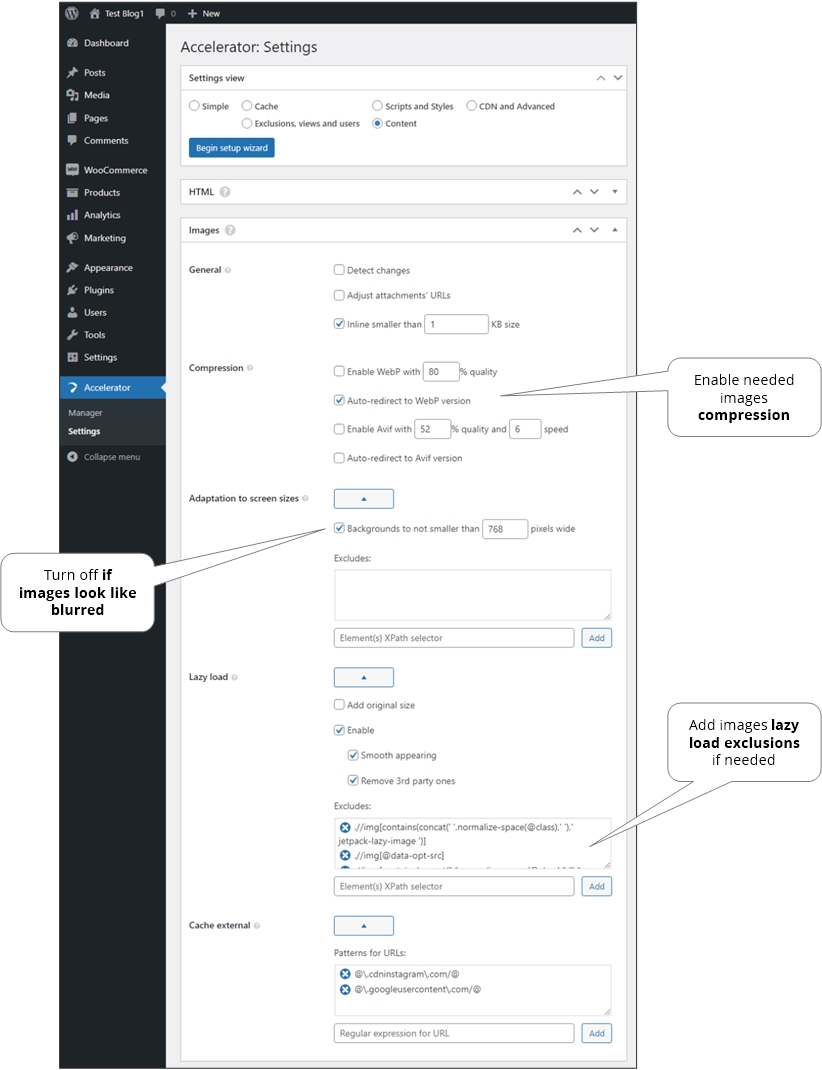 Test Blog1 0 New
Dashboard
Posts
Media
Pages
Comments
WooCommerce
Products
Analytics
Marketing
Appearance
Plugins
Users
Tools
Settings
Accelerator
Manager
Settings
Collapse menu
Accelerator: Settings
Settings view
Simple Cache Scripts and Styles CDN and Advanced
Exclusions, views and users Content
Begin setup wizard
HTML ?
Images ?
General ?
Detect changes
Adjust attachments' URLs
Inline smaller than 1 KB size
Compression ?
Enable WebP with 80 % quality
Auto-redirect to WebP version
Enable Avif with 52 % quality and 6 speed
Auto-redirect to Avif version
Enable needed
images
compression
Adaptation to screen sizes ?
Backgrounds to not smaller than 768 pixels wide
Turn off if
images look like
blurred
Excludes:
Element(s) XPath selector Add
Lazy load ?
Add original size
Enable
Smooth appearing
Remove 3rd party ones
Add images lazy
load exclusions
if needed
Excludes:
.//img[contains(concat(' ',normalize-space(@class),' '),'
jetpack-lazy-image ')]
.//img[@data-opt-src]
Element(s) XPath selector Add
Cache external ?
Patterns for URLs:
@\.cdninstagram\.com/@
@\.googleusercontent\.com/@
Regular expression for URL Add